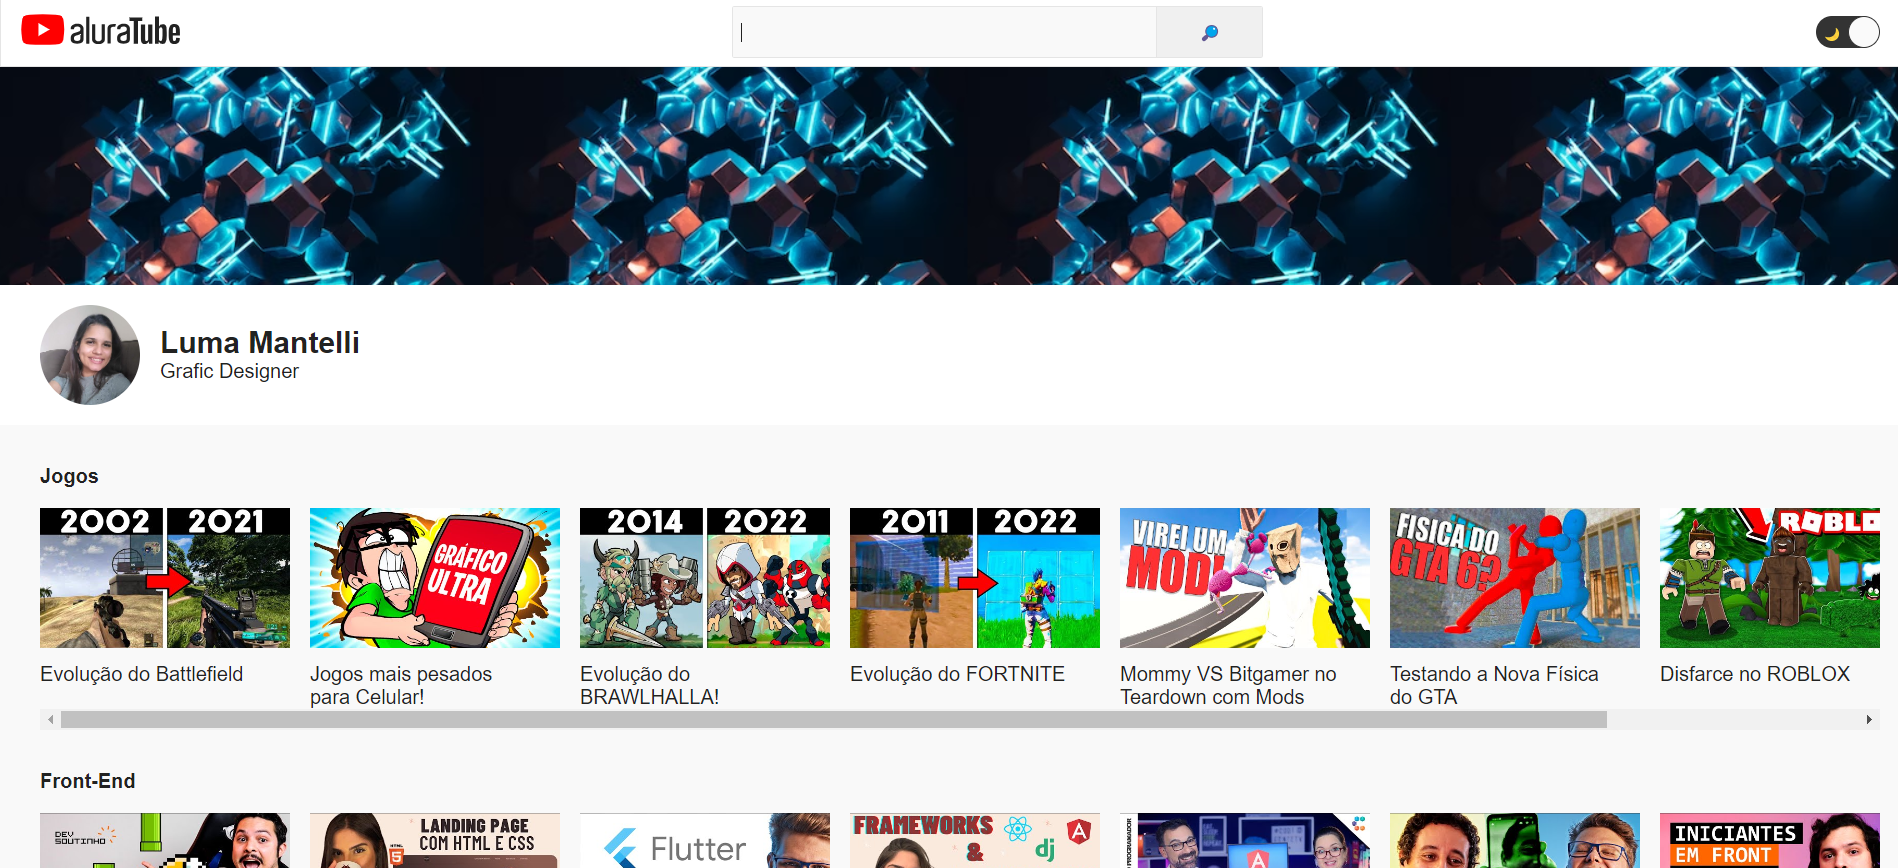 aluraTube
Luma Mantelli
Grafic Designer
Jogos
2002 2021
GRÁFICO
ULTRA
2014 2022
2011 2022
VIREI UM
MOD!
FISICA DO
GTA 6?
ROBLO
Evolução do Battlefield
Jogos mais pesados
para Celular!
Evolução do
BRAWLHALLA!
Evolução do FORTNITE
Mommy VS Bitgamer no
Teardown com Mods
Testando a Nova Física
do GTA
Disfarce no ROBLOX
Front-End
DEV
SOUTINHO
LANDING PAGE
COM HTML E CSS
HTML
5
Flutter
FRAMEWORKS
&
dj
A
A
INICIANTES
EM FRONT